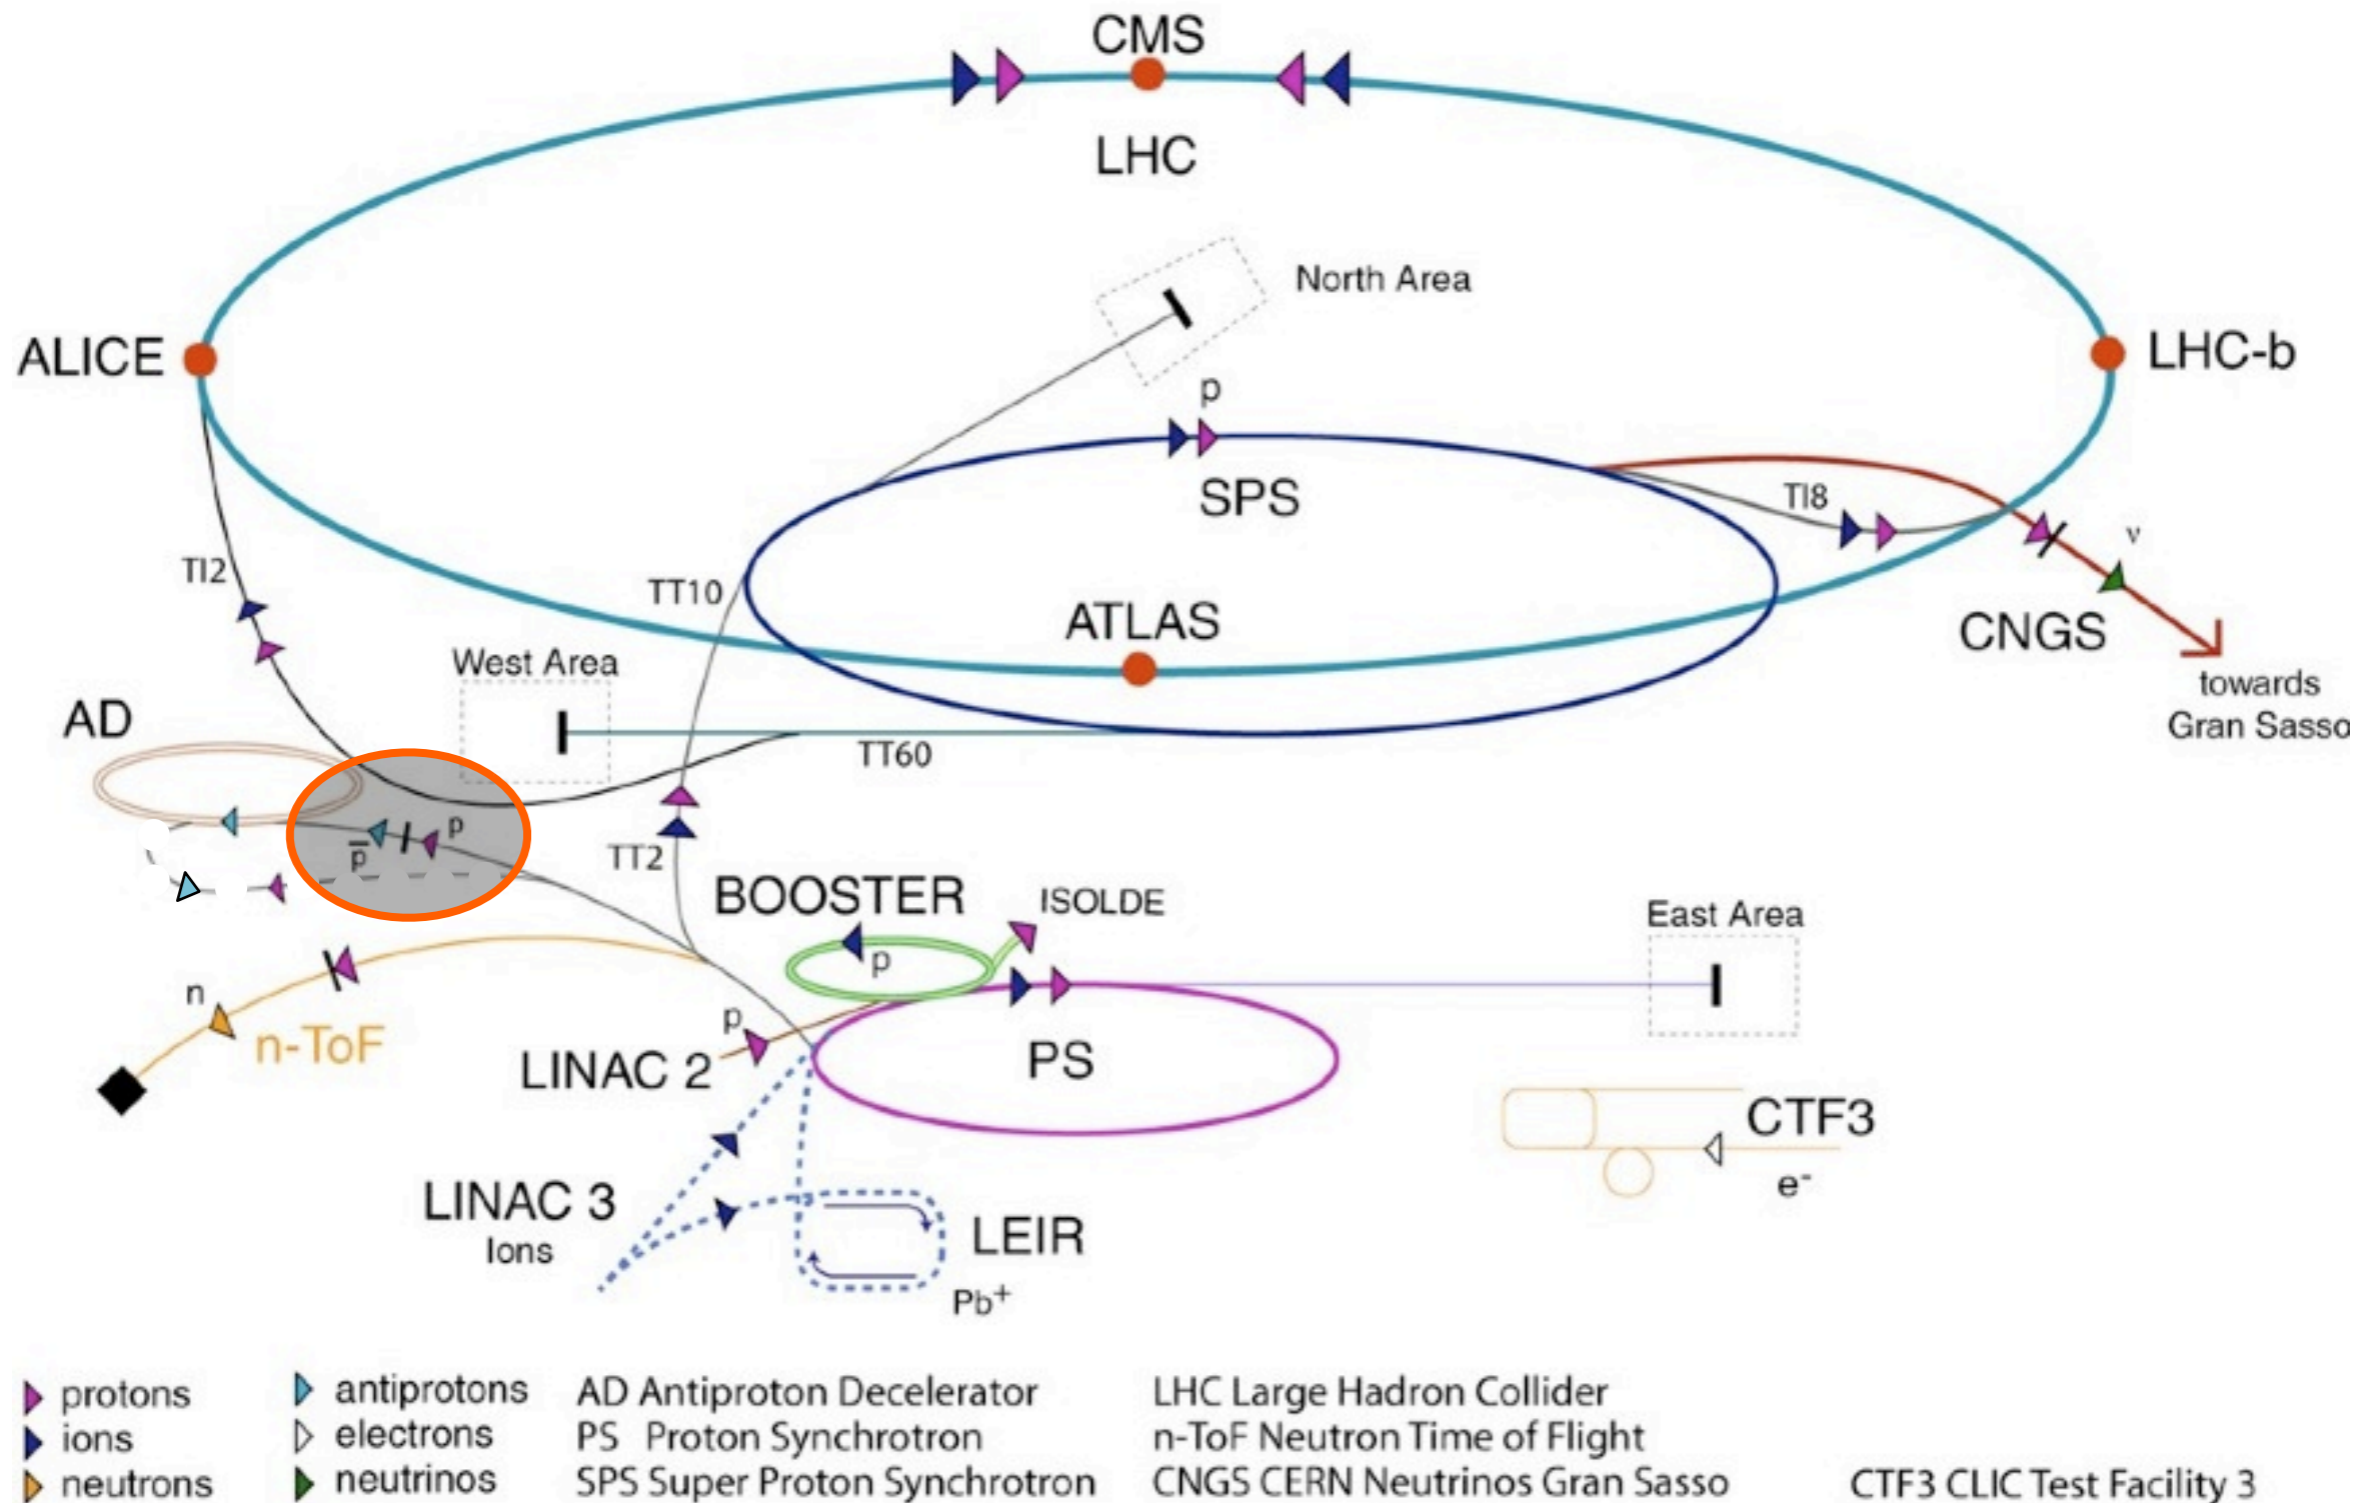 CMS
LHC
North Area
ALICE
LHC-b
p
SPS
TI8
ν
TI2
TT10
ATLAS
CNGS
West Area
towards
Gran Sasso
AD
TT60
p
p̅
TT2
BOOSTER
ISOLDE
East Area
p
n
n-ToF
p
LINAC 2
PS
CTF3
e⁻
LINAC 3
Ions
LEIR
Pb⁺
protons
ions
neutrons
antiprotons
electrons
neutrinos
AD Antiproton Decelerator
PS Proton Synchrotron
SPS Super Proton Synchrotron
LHC Large Hadron Collider
n-ToF Neutron Time of Flight
CNGS CERN Neutrinos Gran Sasso
CTF3 CLIC Test Facility 3